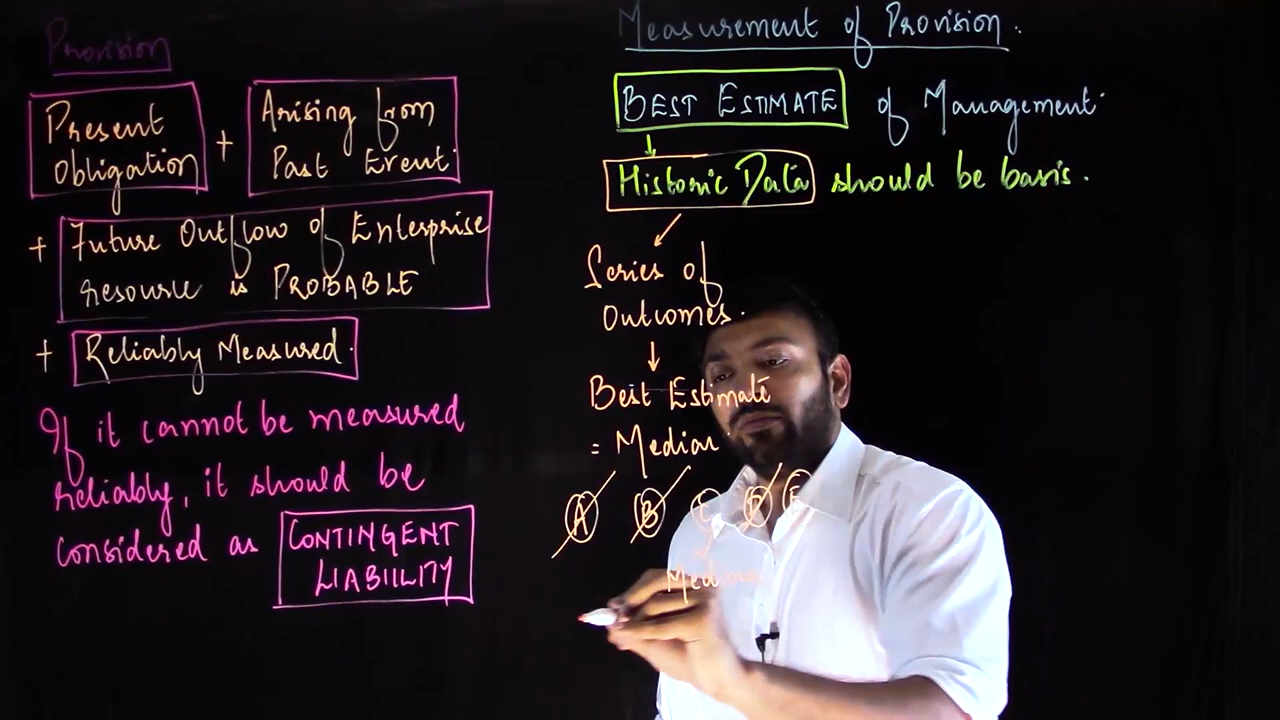 Provision
Present
Obligation
+
Arising from
Past Event.
+ Future Outflow of Enterprise
resource is PROBABLE
+ Reliably Measured.
If it cannot be measured
reliably, it should be
considered as CONTINGENT
LIABIILITY
Measurement of Provision.
BEST ESTIMATE of Management.
Historic Data should be basis.
Series of
Outcomes.
Best Estimate
= Median.
A B C D E
Median